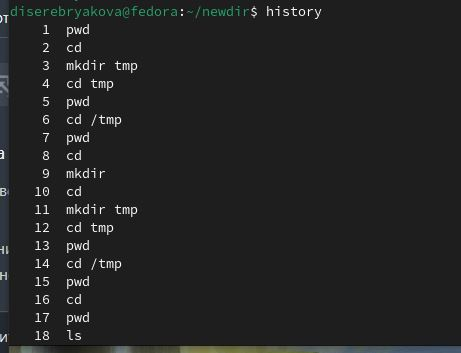 diserebryakova@fedora:~/newdir$ history
1 pwd
2 cd
3 mkdir tmp
4 cd tmp
5 pwd
6 cd /tmp
7 pwd
8 cd
9 mkdir
10 cd
11 mkdir tmp
12 cd tmp
13 pwd
14 cd /tmp
15 pwd
16 cd
17 pwd
18 ls